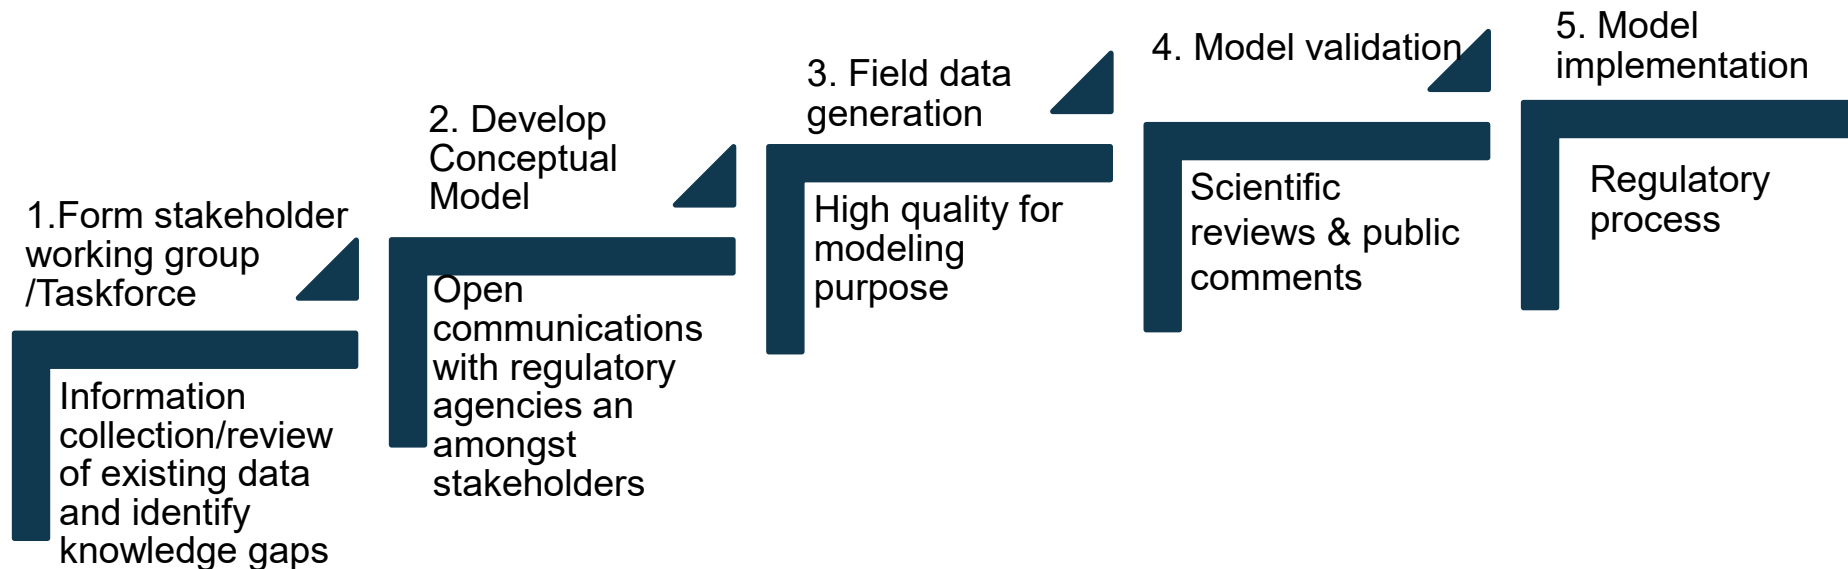 1.Form stakeholder
working group
/Taskforce
Information
collection/review
of existing data
and identify
knowledge gaps
2. Develop
Conceptual
Model
Open
communications
with regulatory
agencies an
amongst
stakeholders
3. Field data
generation
High quality for
modeling
purpose
4. Model validation
Scientific
reviews & public
comments
5. Model
implementation
Regulatory
process